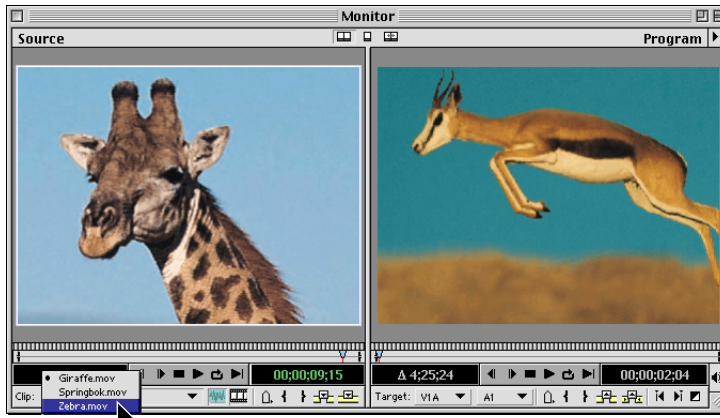 Monitor
Source
Program
00;00;09;15
Δ 4;25;24
00;00;02;04
Giraffe.mov
Springbok.mov
Zebra.mov
Clip:
Target: V1A A1